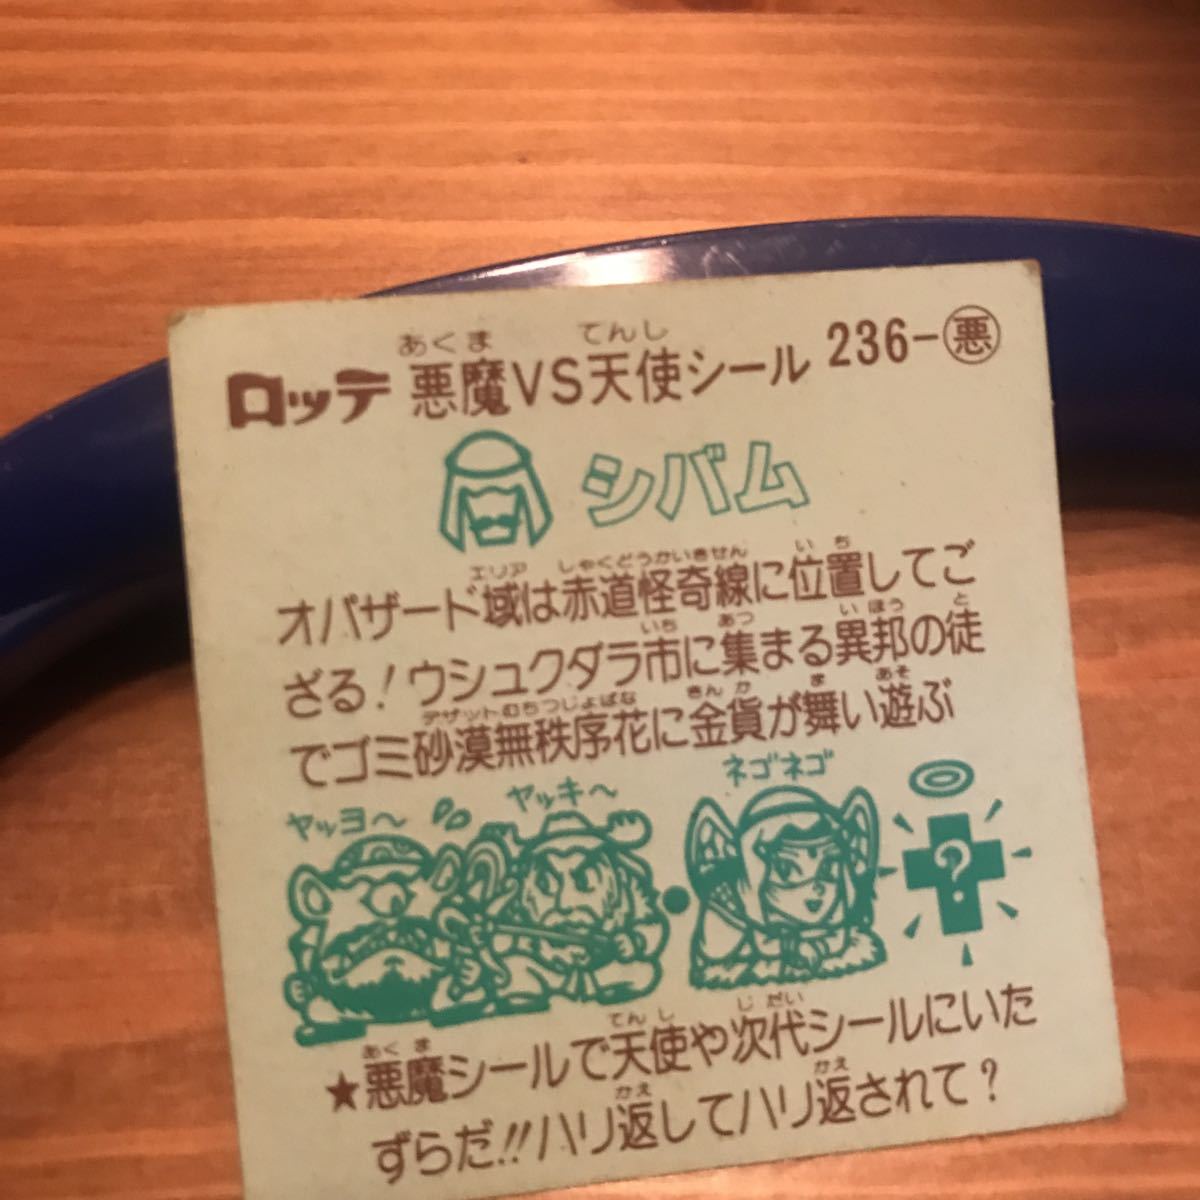 あくま てんし
ロッテ 悪魔VS天使シール 236-悪
シバム
エリア しゃくどうかいきせん いち
オパザード域は赤道怪奇線に位置してご
いち あつ いほう と
ざる!ウシュクダラ市に集まる異邦の徒
デザットむちつじょばな きんか ま あそ
でゴミ砂漠無秩序花に金貨が舞い遊ぶ
ヤッヨ〜 ヤッキ〜 ネゴネゴ
?
てんし じだい
あくま
★悪魔シールで天使や次代シールにいた
かえ かえ
ずらだ!!ハリ返してハリ返されて?